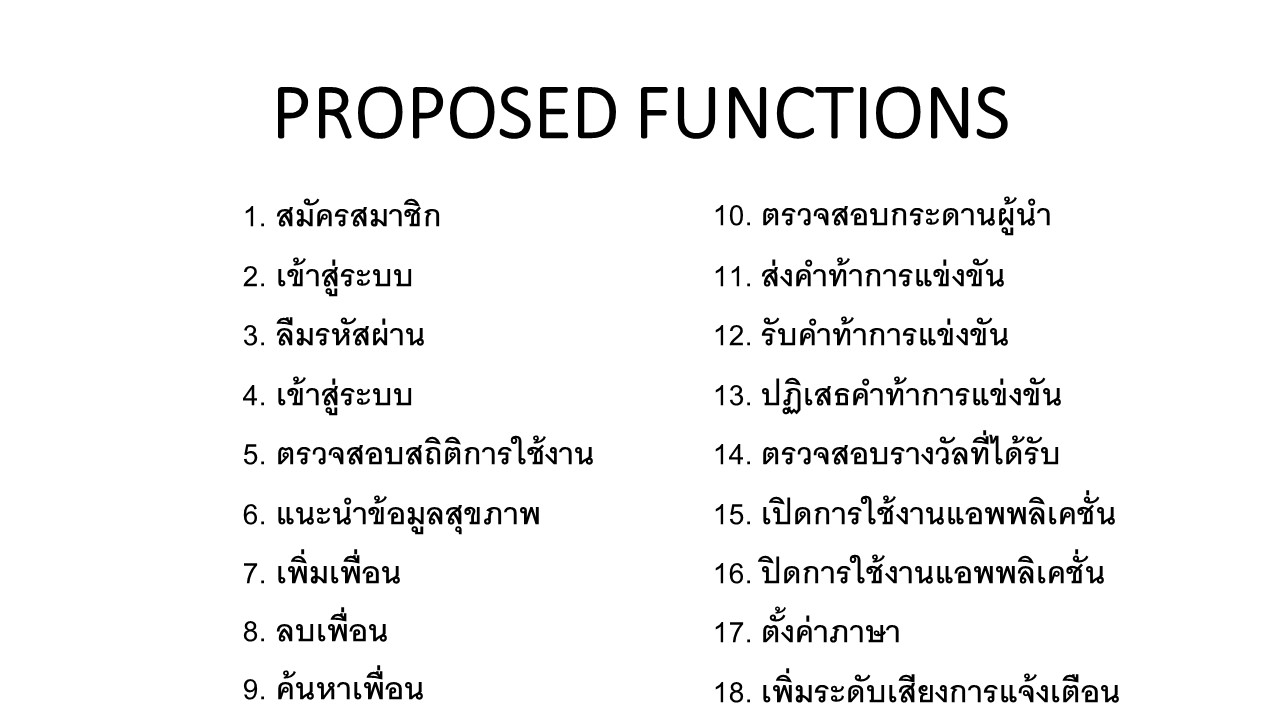 PROPOSED FUNCTIONS
1. สมัครสมาชิก
2. เข้าสู่ระบบ
3. ลืมรหัสผ่าน
4. เข้าสู่ระบบ
5. ตรวจสอบสถิติการใช้งาน
6. แนะนำข้อมูลสุขภาพ
7. เพิ่มเพื่อน
8. ลบเพื่อน
9. ค้นหาเพื่อน
10. ตรวจสอบกระดานผู้นำ
11. ส่งคำท้าการแข่งขัน
12. รับคำท้าการแข่งขัน
13. ปฏิเสธคำท้าการแข่งขัน
14. ตรวจสอบรางวัลที่ได้รับ
15. เปิดการใช้งานแอพพลิเคชั่น
16. ปิดการใช้งานแอพพลิเคชั่น
17. ตั้งค่าภาษา
18. เพิ่มระดับเสียงการแจ้งเตือน